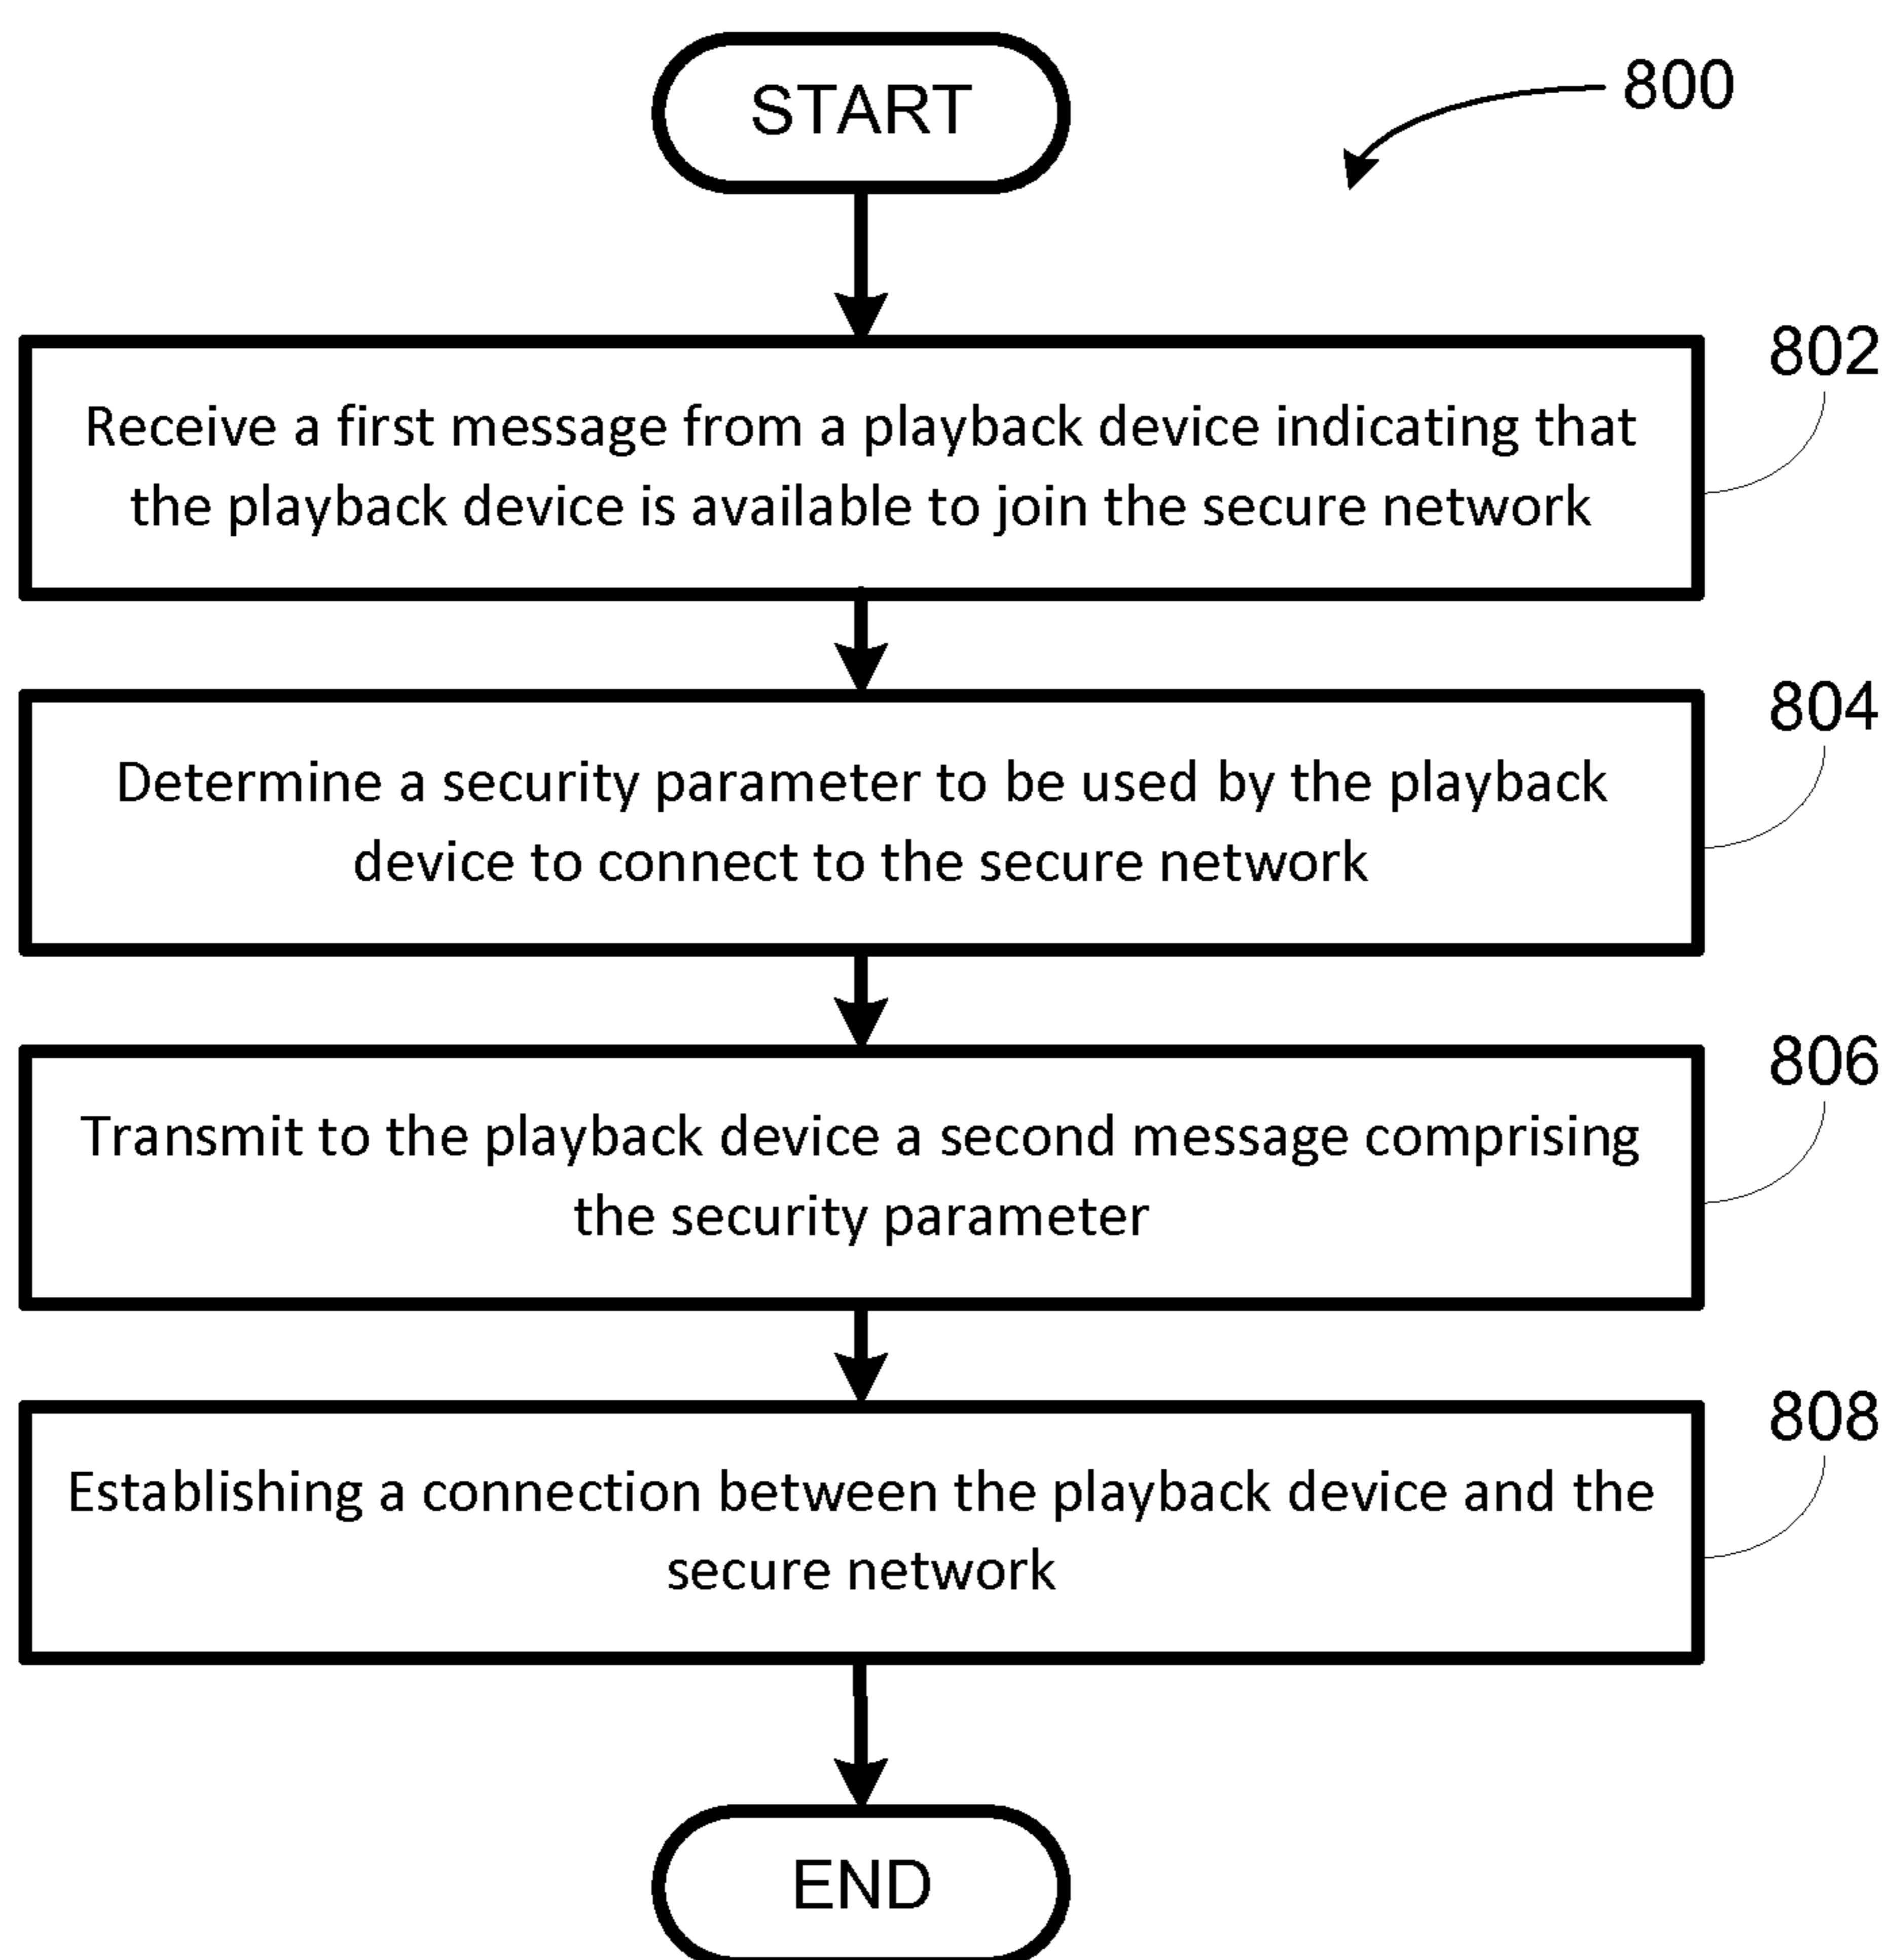 START
800
802
Receive a first message from a playback device indicating that
the playback device is available to join the secure network
804
Determine a security parameter to be used by the playback
device to connect to the secure network
806
Transmit to the playback device a second message comprising
the security parameter
808
Establishing a connection between the playback device and the
secure network
END